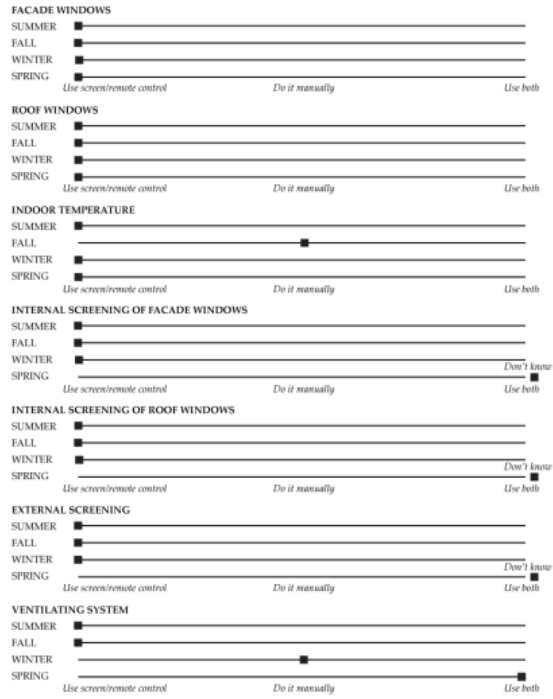 FACADE WINDOWS
SUMMER
FALL
WINTER
SPRING
Use screen/remote control Do it manually Use both
ROOF WINDOWS
SUMMER
FALL
WINTER
SPRING
Use screen/remote control Do it manually Use both
INDOOR TEMPERATURE
SUMMER
FALL
WINTER
SPRING
Use screen/remote control Do it manually Use both
INTERNAL SCREENING OF FACADE WINDOWS
SUMMER
FALL
WINTER
Don't know
SPRING
Use screen/remote control Do it manually Use both
INTERNAL SCREENING OF ROOF WINDOWS
SUMMER
FALL
WINTER
Don't know
SPRING
Use screen/remote control Do it manually Use both
EXTERNAL SCREENING
SUMMER
FALL
WINTER
Don't know
SPRING
Use screen/remote control Do it manually Use both
VENTILATING SYSTEM
SUMMER
FALL
WINTER
SPRING
Use screen/remote control Do it manually Use both